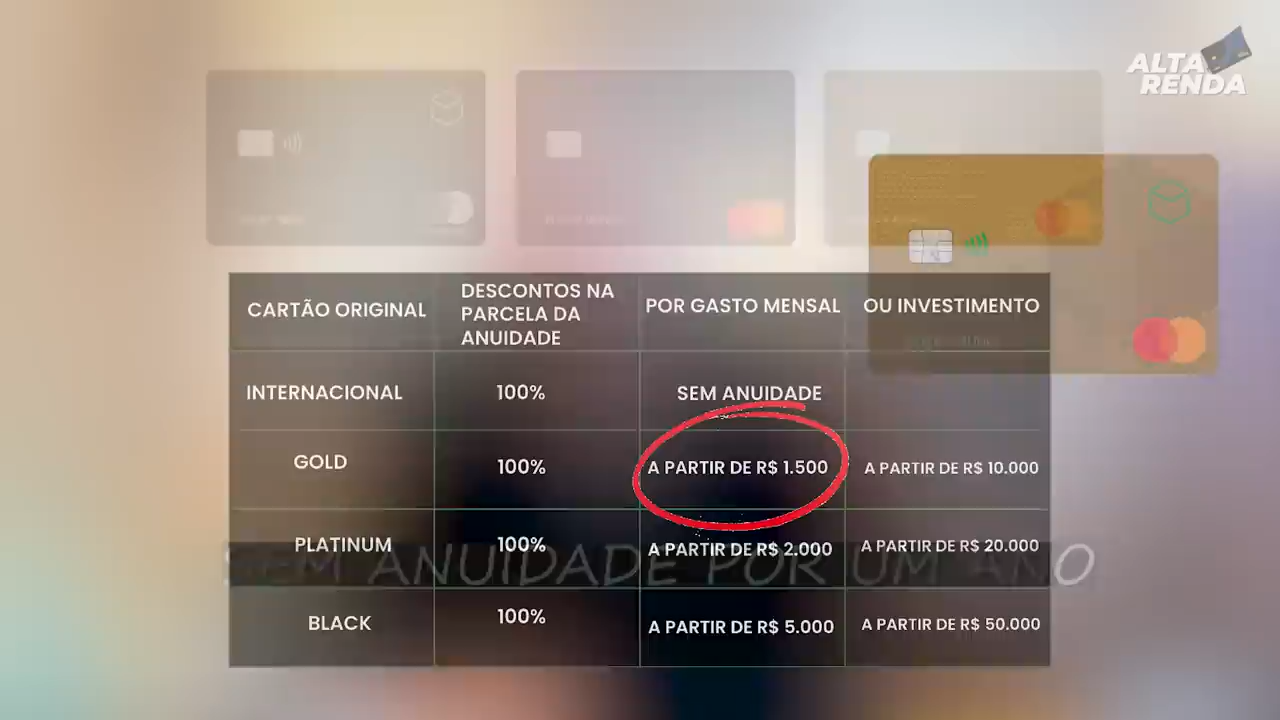 ALTA
RENDA
CARTÃO ORIGINAL
DESCONTOS NA
PARCELA DA
ANUIDADE
POR GASTO MENSAL
OU INVESTIMENTO
INTERNACIONAL
100%
SEM ANUIDADE
GOLD
100%
A PARTIR DE R$ 1.500
A PARTIR DE R$ 10.000
PLATINUM
100%
A PARTIR DE R$ 2.000
A PARTIR DE R$ 20.000
SEM ANUIDADE POR UM ANO
BLACK
100%
A PARTIR DE R$ 5.000
A PARTIR DE R$ 50.000